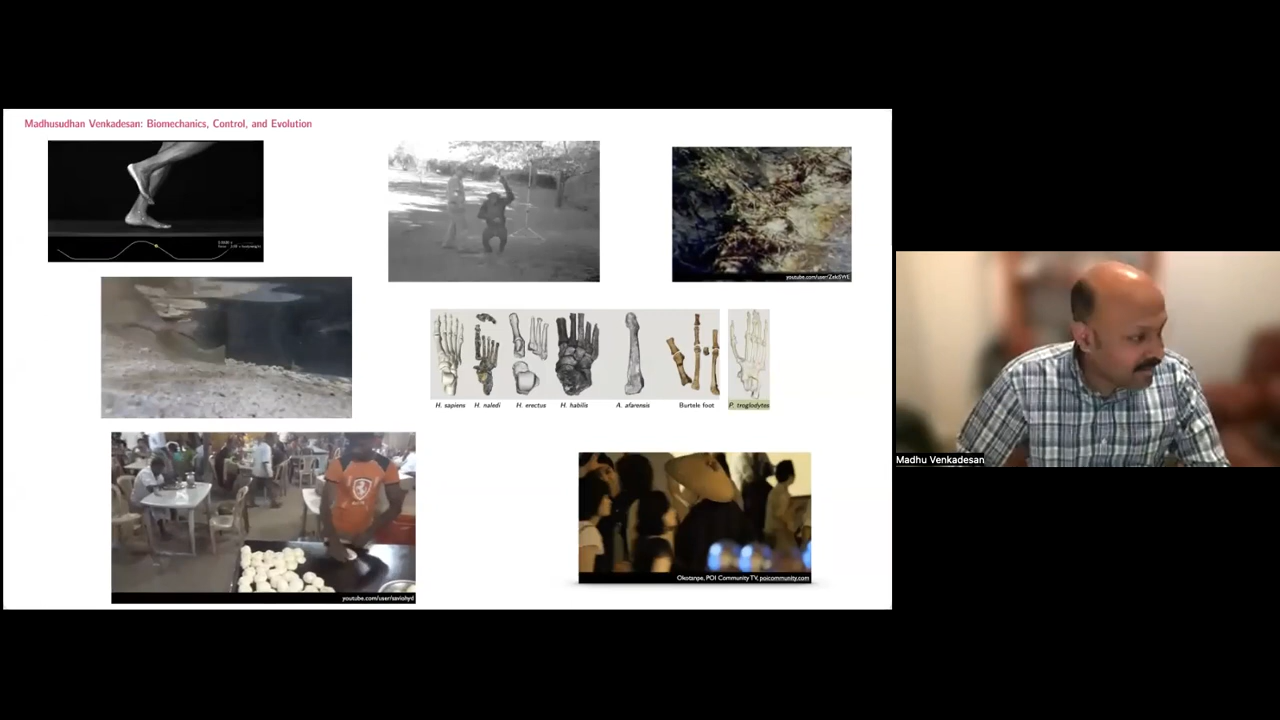 Madhusudhan Venkadesan: Biomechanics, Control, and Evolution
youtube.com/user/ZekiSWE
H. sapiens H. naledi H. erectus H. habilis A. afarensis Burtele foot P. troglodytes
Madhu Venkadesan
Okotanpe, POI Community TV, poicommunity.com
youtube.com/user/saviohyd